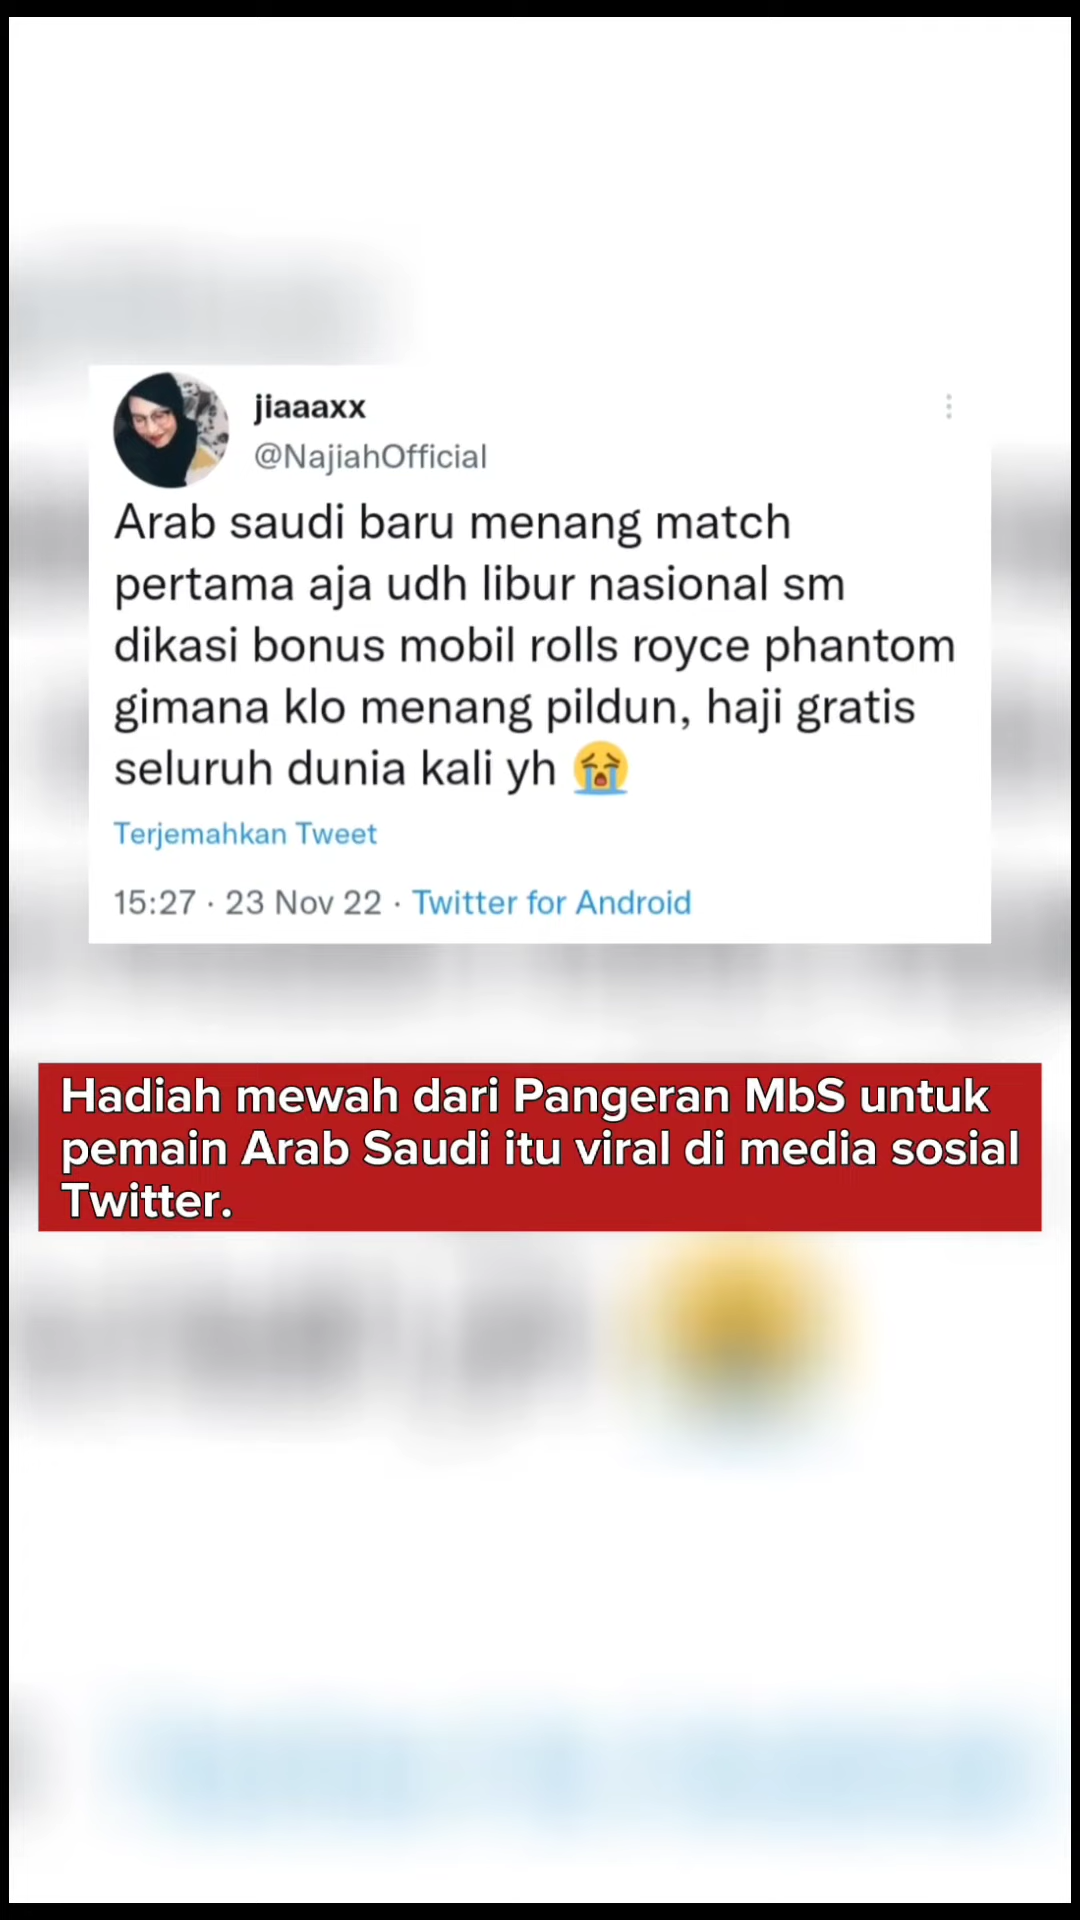 jiaaaxx
@NajiahOfficial
Arab saudi baru menang match
pertama aja udh libur nasional sm
dikasi bonus mobil rolls royce phantom
gimana klo menang pildun, haji gratis
seluruh dunia kali yh 😭
Terjemahkan Tweet
15:27 · 23 Nov 22 · Twitter for Android
Hadiah mewah dari Pangeran MbS untuk
pemain Arab Saudi itu viral di media sosial
Twitter.